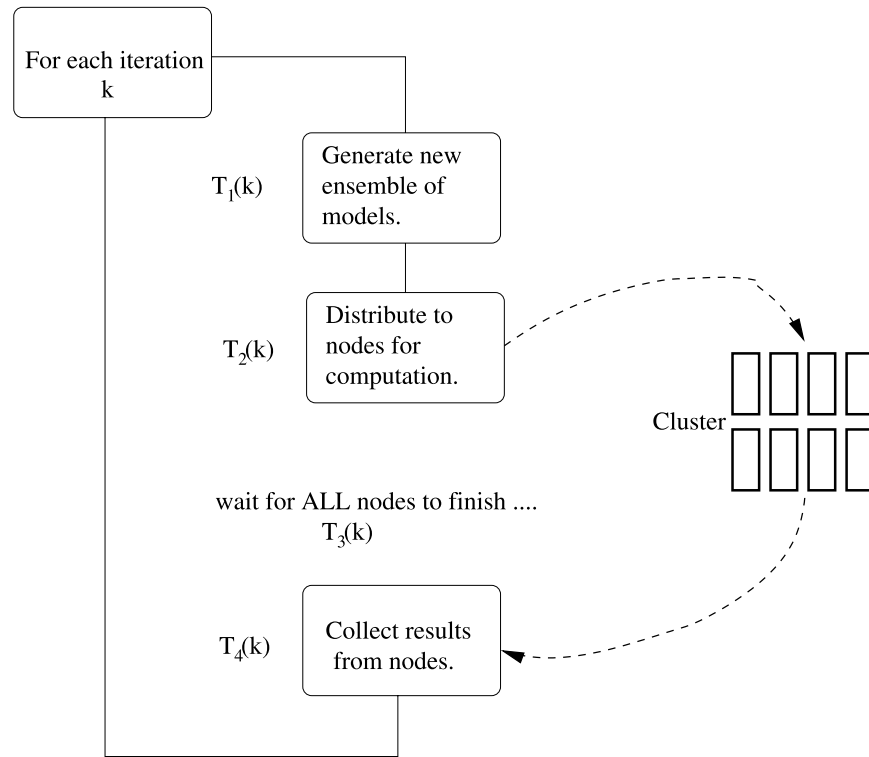 For each iteration
k
Generate new
ensemble of
models.
T₁(k)
Distribute to
nodes for
computation.
T₂(k)
Cluster
wait for ALL nodes to finish ....
T₃(k)
Collect results
from nodes.
T₄(k)